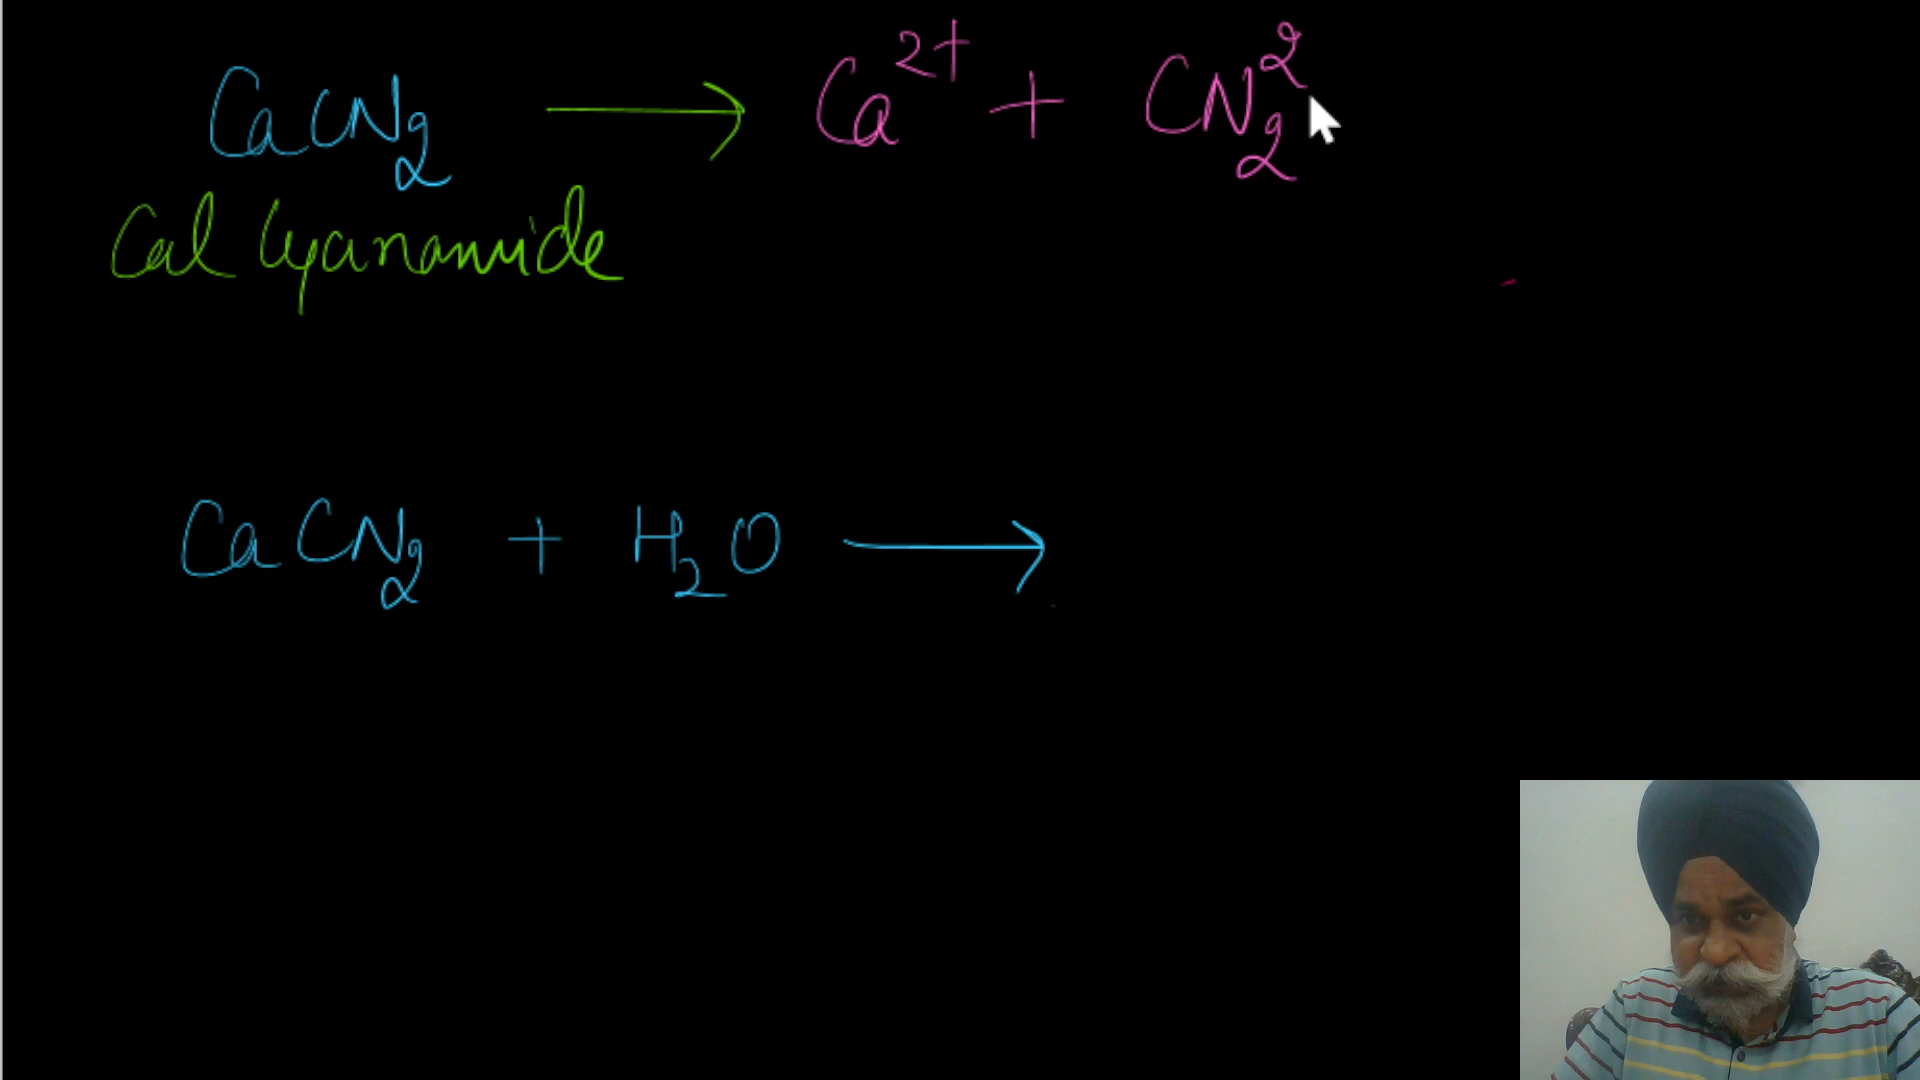 CaCN₂ → Ca²⁺ + CN₂²
Cal Cyanamide
CaCN₂ + H₂O →